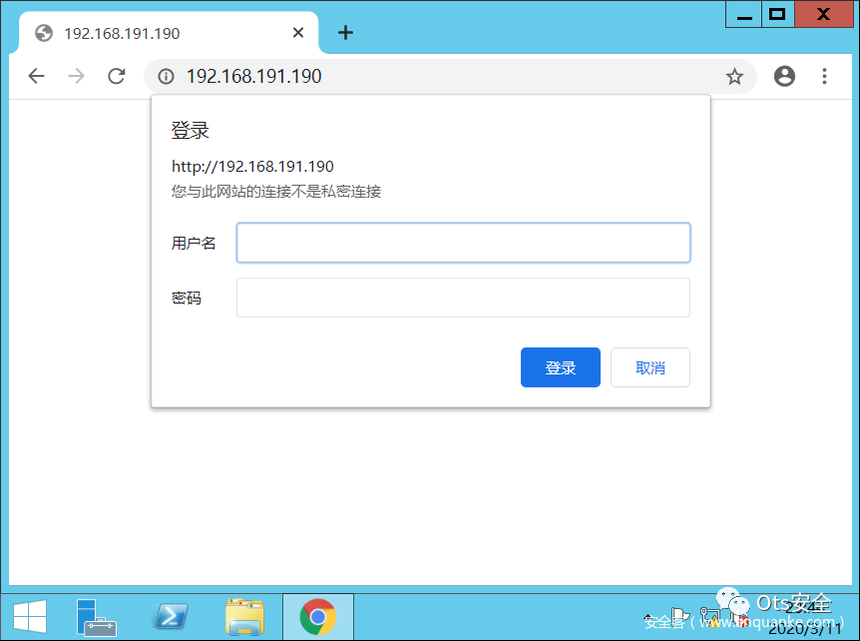 192.168.191.190
192.168.191.190
登录
http://192.168.191.190
您与此网站的连接不是私密连接
用户名
密码
登录 取消
Ots安全
安全客 ( www.anquanke.com )
2020/3/11